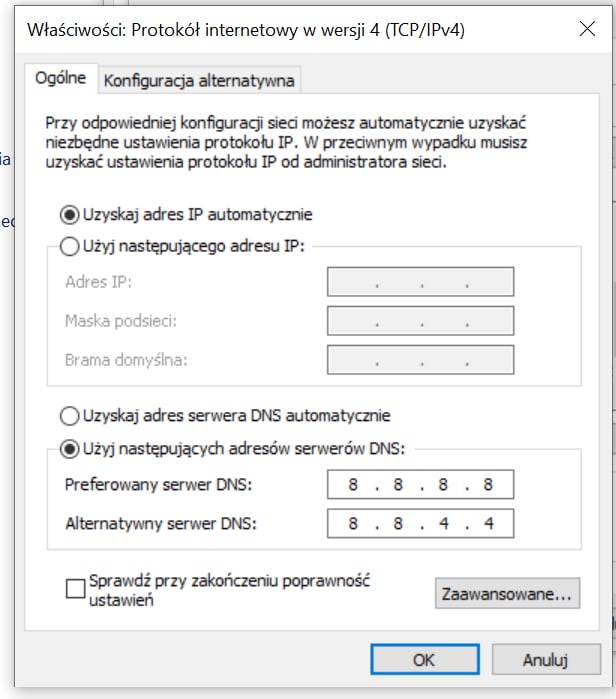 Właściwości: Protokół internetowy w wersji 4 (TCP/IPv4)
Ogólne
Konfiguracja alternatywna
Przy odpowiedniej konfiguracji sieci możesz automatycznie uzyskać
niezbędne ustawienia protokołu IP. W przeciwnym wypadku musisz
uzyskać ustawienia protokołu IP od administratora sieci.
Uzyskaj adres IP automatycznie
Użyj następującego adresu IP:
Adres IP: . . .
Maska podsieci: . . .
Brama domyślna: . . .
Uzyskaj adres serwera DNS automatycznie
Użyj następujących adresów serwerów DNS:
Preferowany serwer DNS: 8 . 8 . 8 . 8
Alternatywny serwer DNS: 8 . 8 . 4 . 4
Sprawdź przy zakończeniu poprawność
ustawień
Zaawansowane...
OK
Anuluj